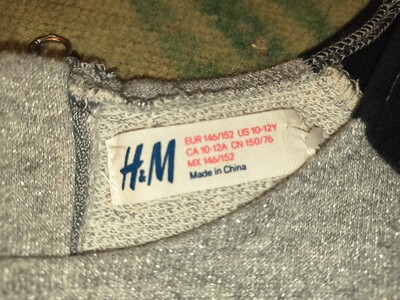 H&M
EUR 146/152 US 10-12Y
CA 10-12A CN 150/76
MX 146/152
Made in China